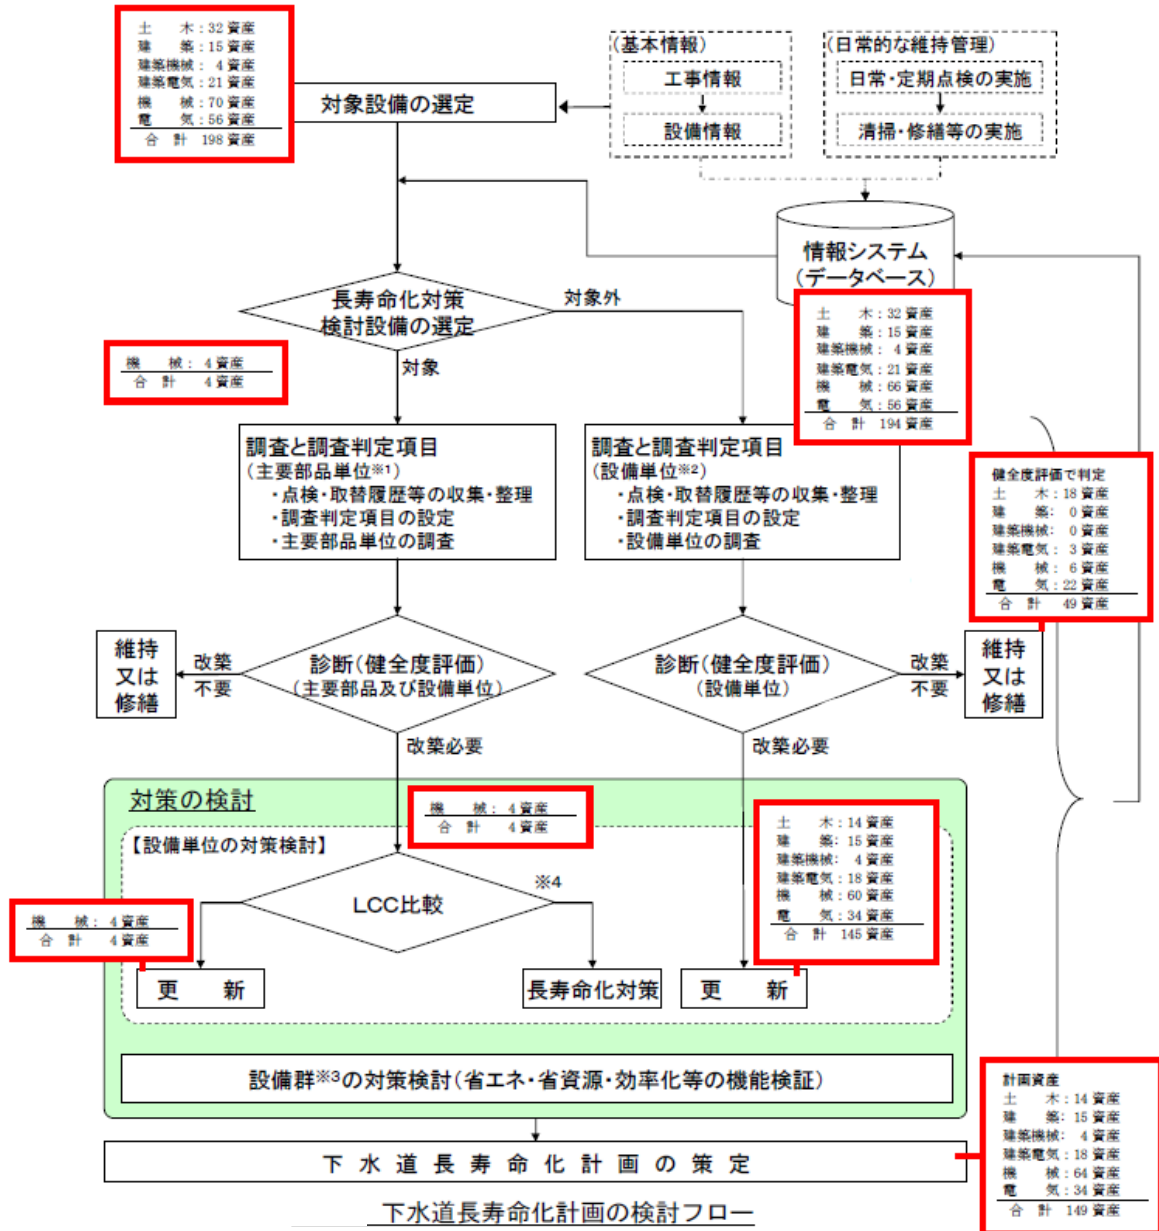 土　木：32 資産
建　築：15 資産
建築機械： 4 資産
建築電気：21 資産
機　械：70 資産
電　気：56 資産
合　計　198 資産
対象設備の選定
(基本情報)
工事情報
設備情報
(日常的な維持管理)
日常・定期点検の実施
清掃・修繕等の実施
情報システム
(データベース)
土　木：32 資産
建　築：15 資産
建築機械： 4 資産
建築電気：21 資産
機　械：66 資産
電　気：56 資産
合　計　194 資産
長寿命化対策
検討設備の選定
対象外
対象
機　械： 4 資産
合　計　4 資産
調査と調査判定項目
(主要部品単位※1)
・点検・取替履歴等の収集・整理
・調査判定項目の設定
・主要部品単位の調査
調査と調査判定項目
(設備単位※2)
・点検・取替履歴等の収集・整理
・調査判定項目の設定
・設備単位の調査
健全度評価で判定
土　木：18 資産
建　築： 0 資産
建築機械： 0 資産
建築電気： 3 資産
機　械： 6 資産
電　気：22 資産
合　計　49 資産
維持
又は
修繕
改築
不要
診断(健全度評価)
(主要部品及び設備単位)
改築必要
診断(健全度評価)
(設備単位)
改築
不要
維持
又は
修繕
改築必要
対策の検討
機　械： 4 資産
合　計　4 資産
【設備単位の対策検討】
LCC比較
※4
土　木：14 資産
建　築：15 資産
建築機械： 4 資産
建築電気：18 資産
機　械：60 資産
電　気：34 資産
合　計　145 資産
機　械： 4 資産
合　計　4 資産
更　新
長寿命化対策
更　新
設備群※3の対策検討(省エネ・省資源・効率化等の機能検証)
計画資産
土　木：14 資産
建　築：15 資産
建築機械： 4 資産
建築電気：18 資産
機　械：64 資産
電　気：34 資産
合　計　149 資産
下 水 道 長 寿 命 化 計 画 の 策 定
下水道長寿命化計画の検討フロー